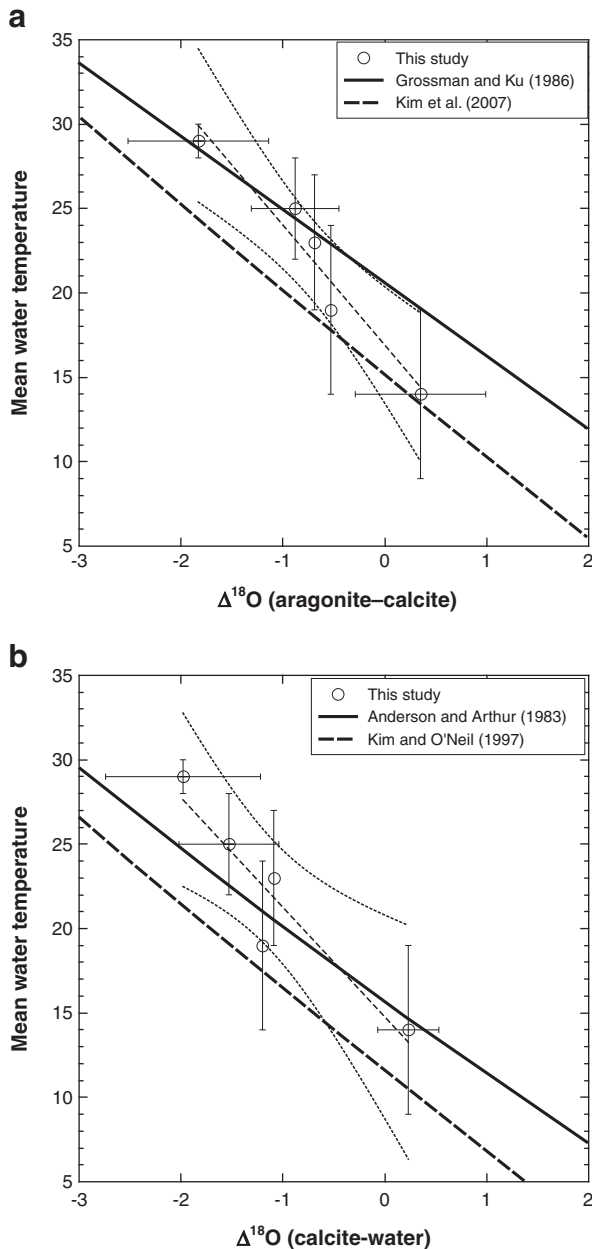 a
This study
Grossman and Ku (1986)
Kim et al. (2007)
35
30
25
20
15
10
5
Mean water temperature
-3 -2 -1 0 1 2
Δ18O (aragonite–calcite)
b
This study
Anderson and Arthur (1983)
Kim and O'Neil (1997)
35
30
25
20
15
10
5
Mean water temperature
-3 -2 -1 0 1 2
Δ18O (calcite-water)